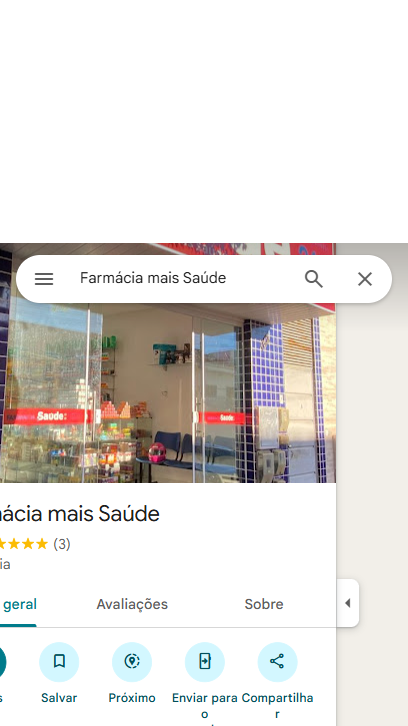 Farmácia mais Saúde
Saúde:
Saúde
ácia mais Saúde
(3)
ia
geral Avaliações Sobre
s Salvar Próximo Enviar para o Compartilhar